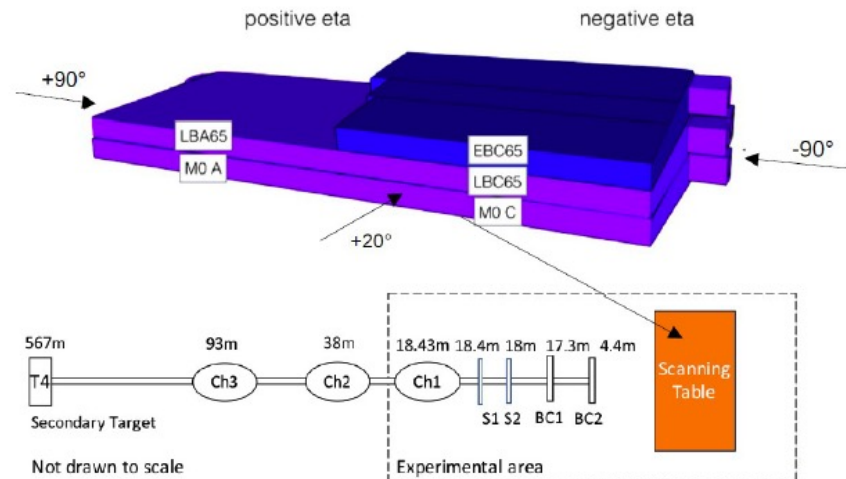 positive eta
negative eta
+90°
-90°
LBA65
EBC65
M0 A
LBC65
M0 C
+20°
567m
93m
38m
18.43m
18.4m
18m
17.3m
4.4m
T4
Ch3
Ch2
Ch1
Scanning
Table
S1
S2
BC1
BC2
Secondary Target
Not drawn to scale
Experimental area